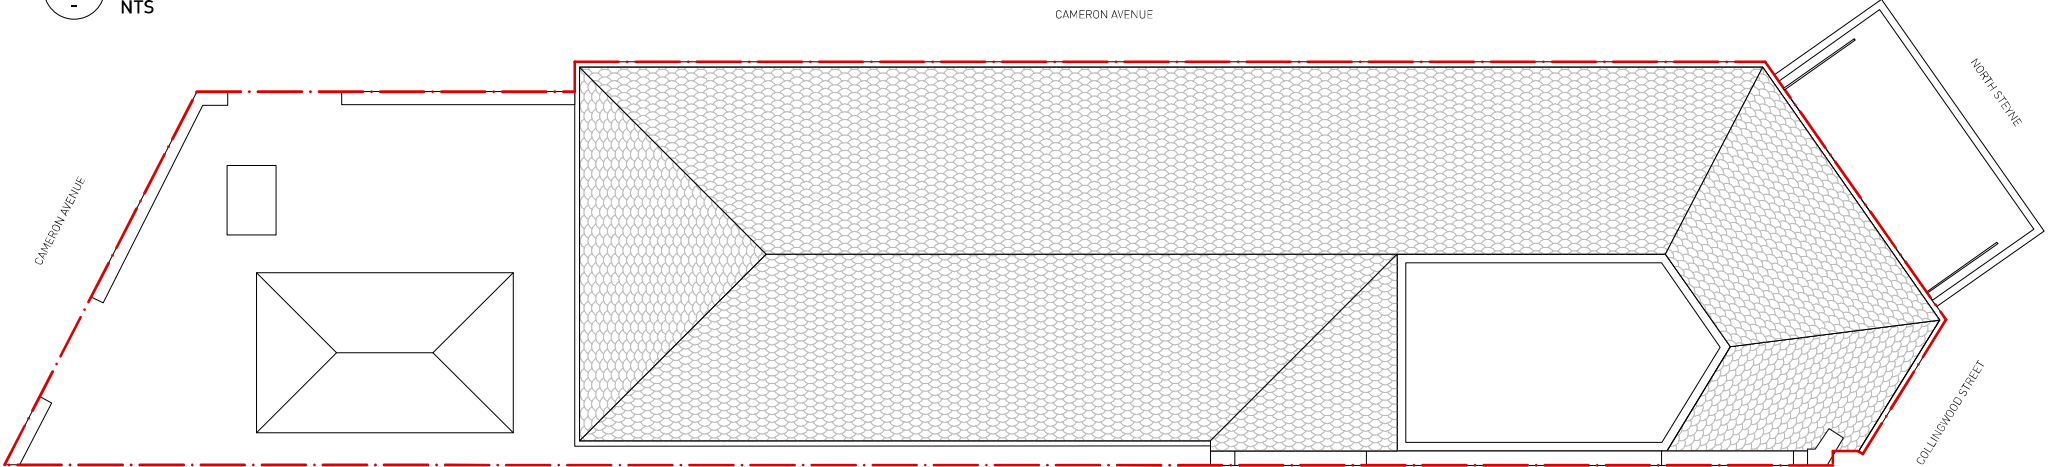 -
NTS
CAMERON AVENUE
NORTH STEYNE
CAMERON AVENUE
COLLINGWOOD STREET